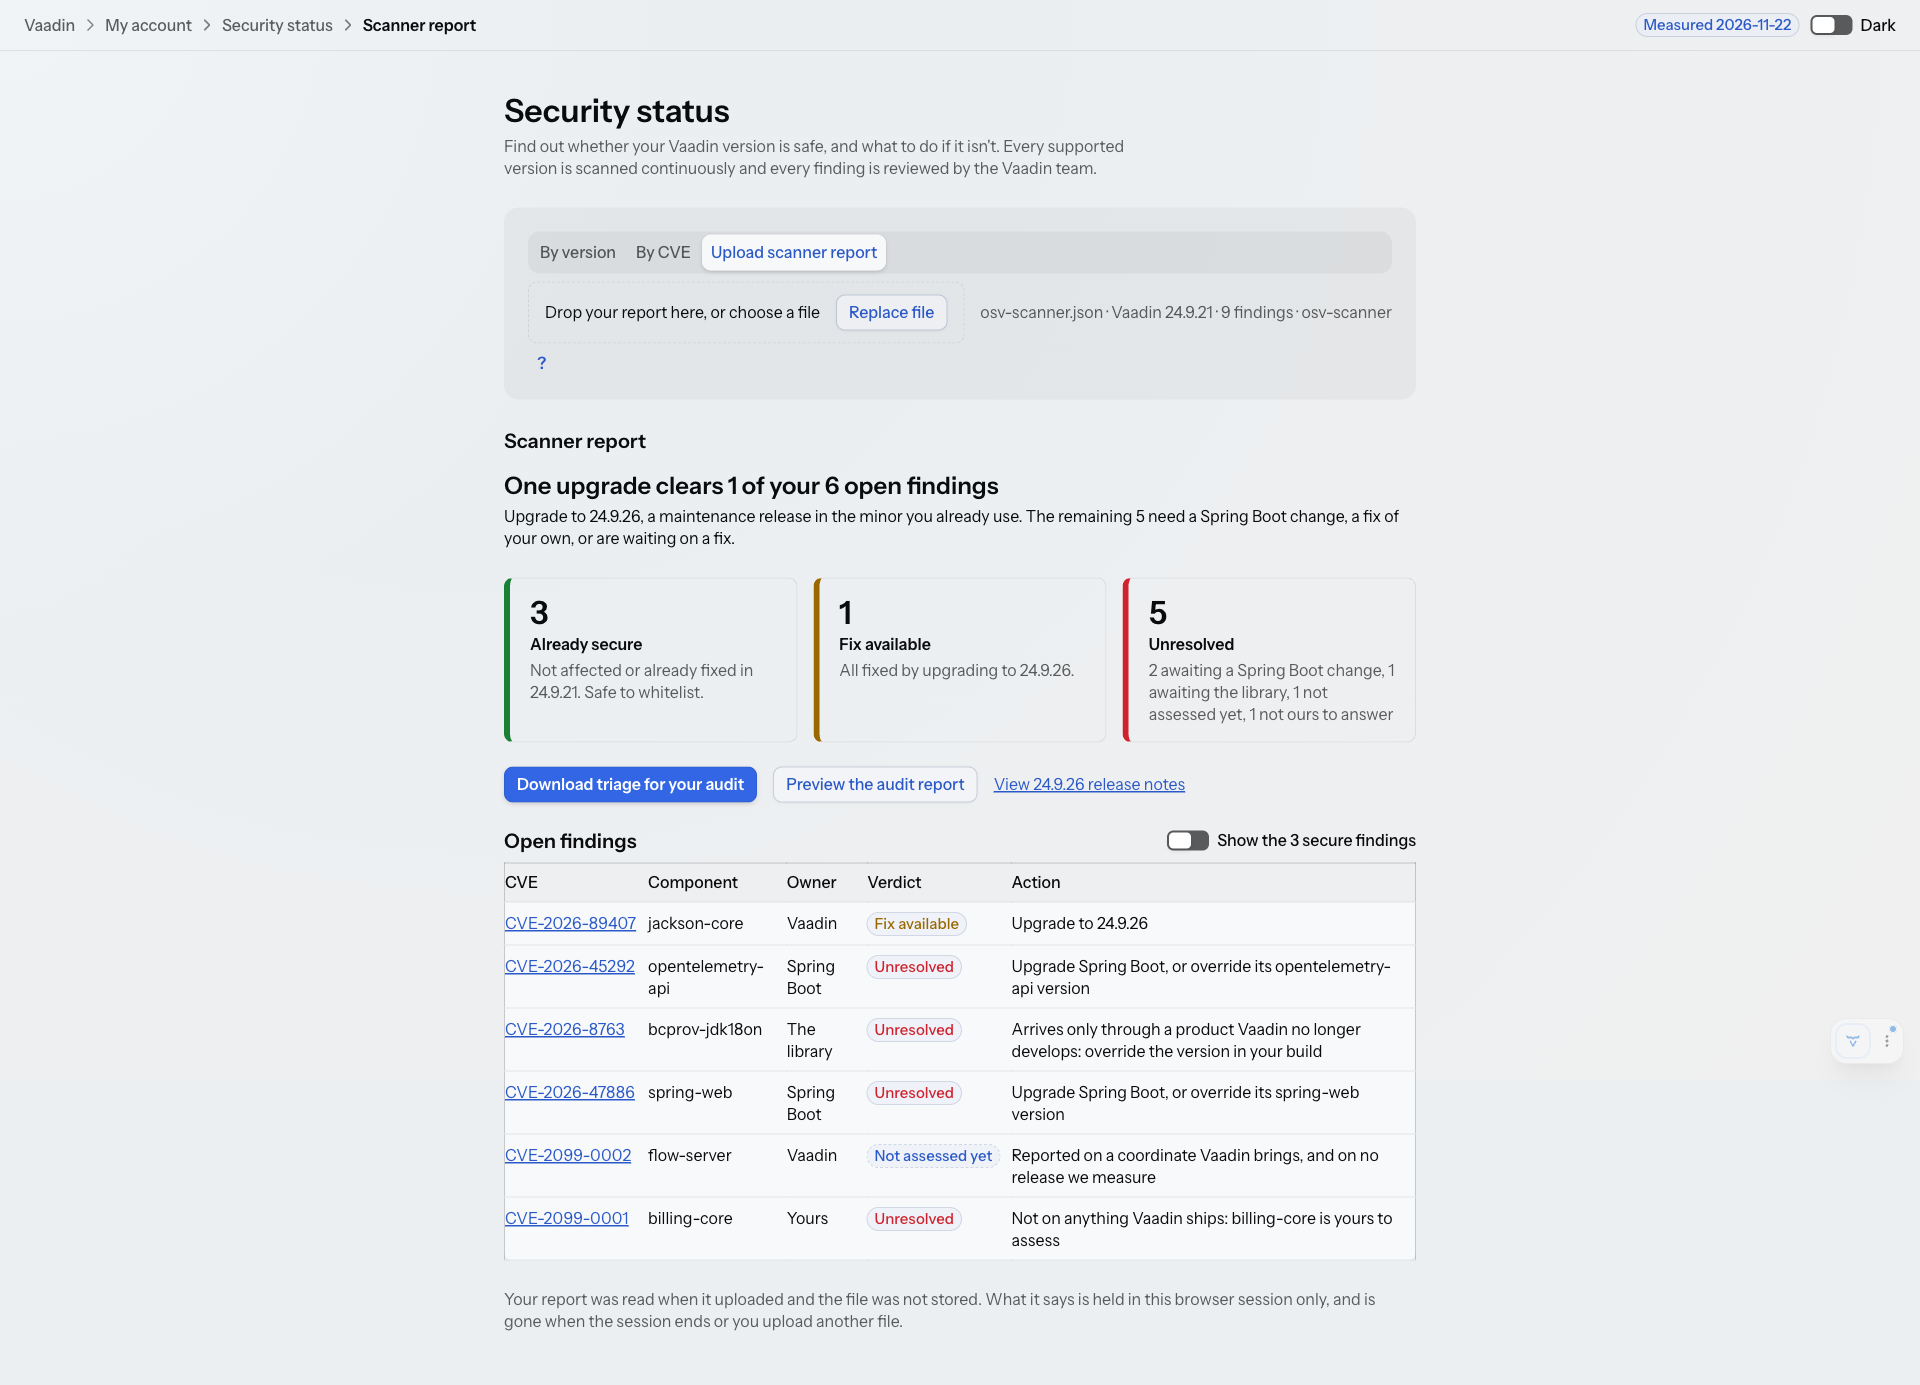 Vaadin
My account
Security status
Scanner report
Measured 2026-11-22
Dark
Security status
Find out whether your Vaadin version is safe, and what to do if it isn't. Every supported
version is scanned continuously and every finding is reviewed by the Vaadin team.
By version
By CVE
Upload scanner report
Drop your report here, or choose a file
Replace file
osv-scanner.json · Vaadin 24.9.21 · 9 findings · osv-scanner
?
Scanner report
One upgrade clears 1 of your 6 open findings
Upgrade to 24.9.26, a maintenance release in the minor you already use. The remaining 5 need a Spring Boot change, a fix of
your own, or are waiting on a fix.
3
Already secure
Not affected or already fixed in
24.9.21. Safe to whitelist.
1
Fix available
All fixed by upgrading to 24.9.26.
5
Unresolved
2 awaiting a Spring Boot change, 1
awaiting the library, 1 not
assessed yet, 1 not ours to answer
Download triage for your audit
Preview the audit report
View 24.9.26 release notes
Open findings
Show the 3 secure findings
CVE
Component
Owner
Verdict
Action
CVE-2026-89407
jackson-core
Vaadin
Fix available
Upgrade to 24.9.26
CVE-2026-45292
opentelemetry-
api
Spring
Boot
Unresolved
Upgrade Spring Boot, or override its opentelemetry-
api version
CVE-2026-8763
bcprov-jdk18on
The
library
Unresolved
Arrives only through a product Vaadin no longer
develops: override the version in your build
CVE-2026-47886
spring-web
Spring
Boot
Unresolved
Upgrade Spring Boot, or override its spring-web
version
CVE-2099-0002
flow-server
Vaadin
Not assessed yet
Reported on a coordinate Vaadin brings, and on no
release we measure
CVE-2099-0001
billing-core
Yours
Unresolved
Not on anything Vaadin ships: billing-core is yours to
assess
Your report was read when it uploaded and the file was not stored. What it says is held in this browser session only, and is
gone when the session ends or you upload another file.